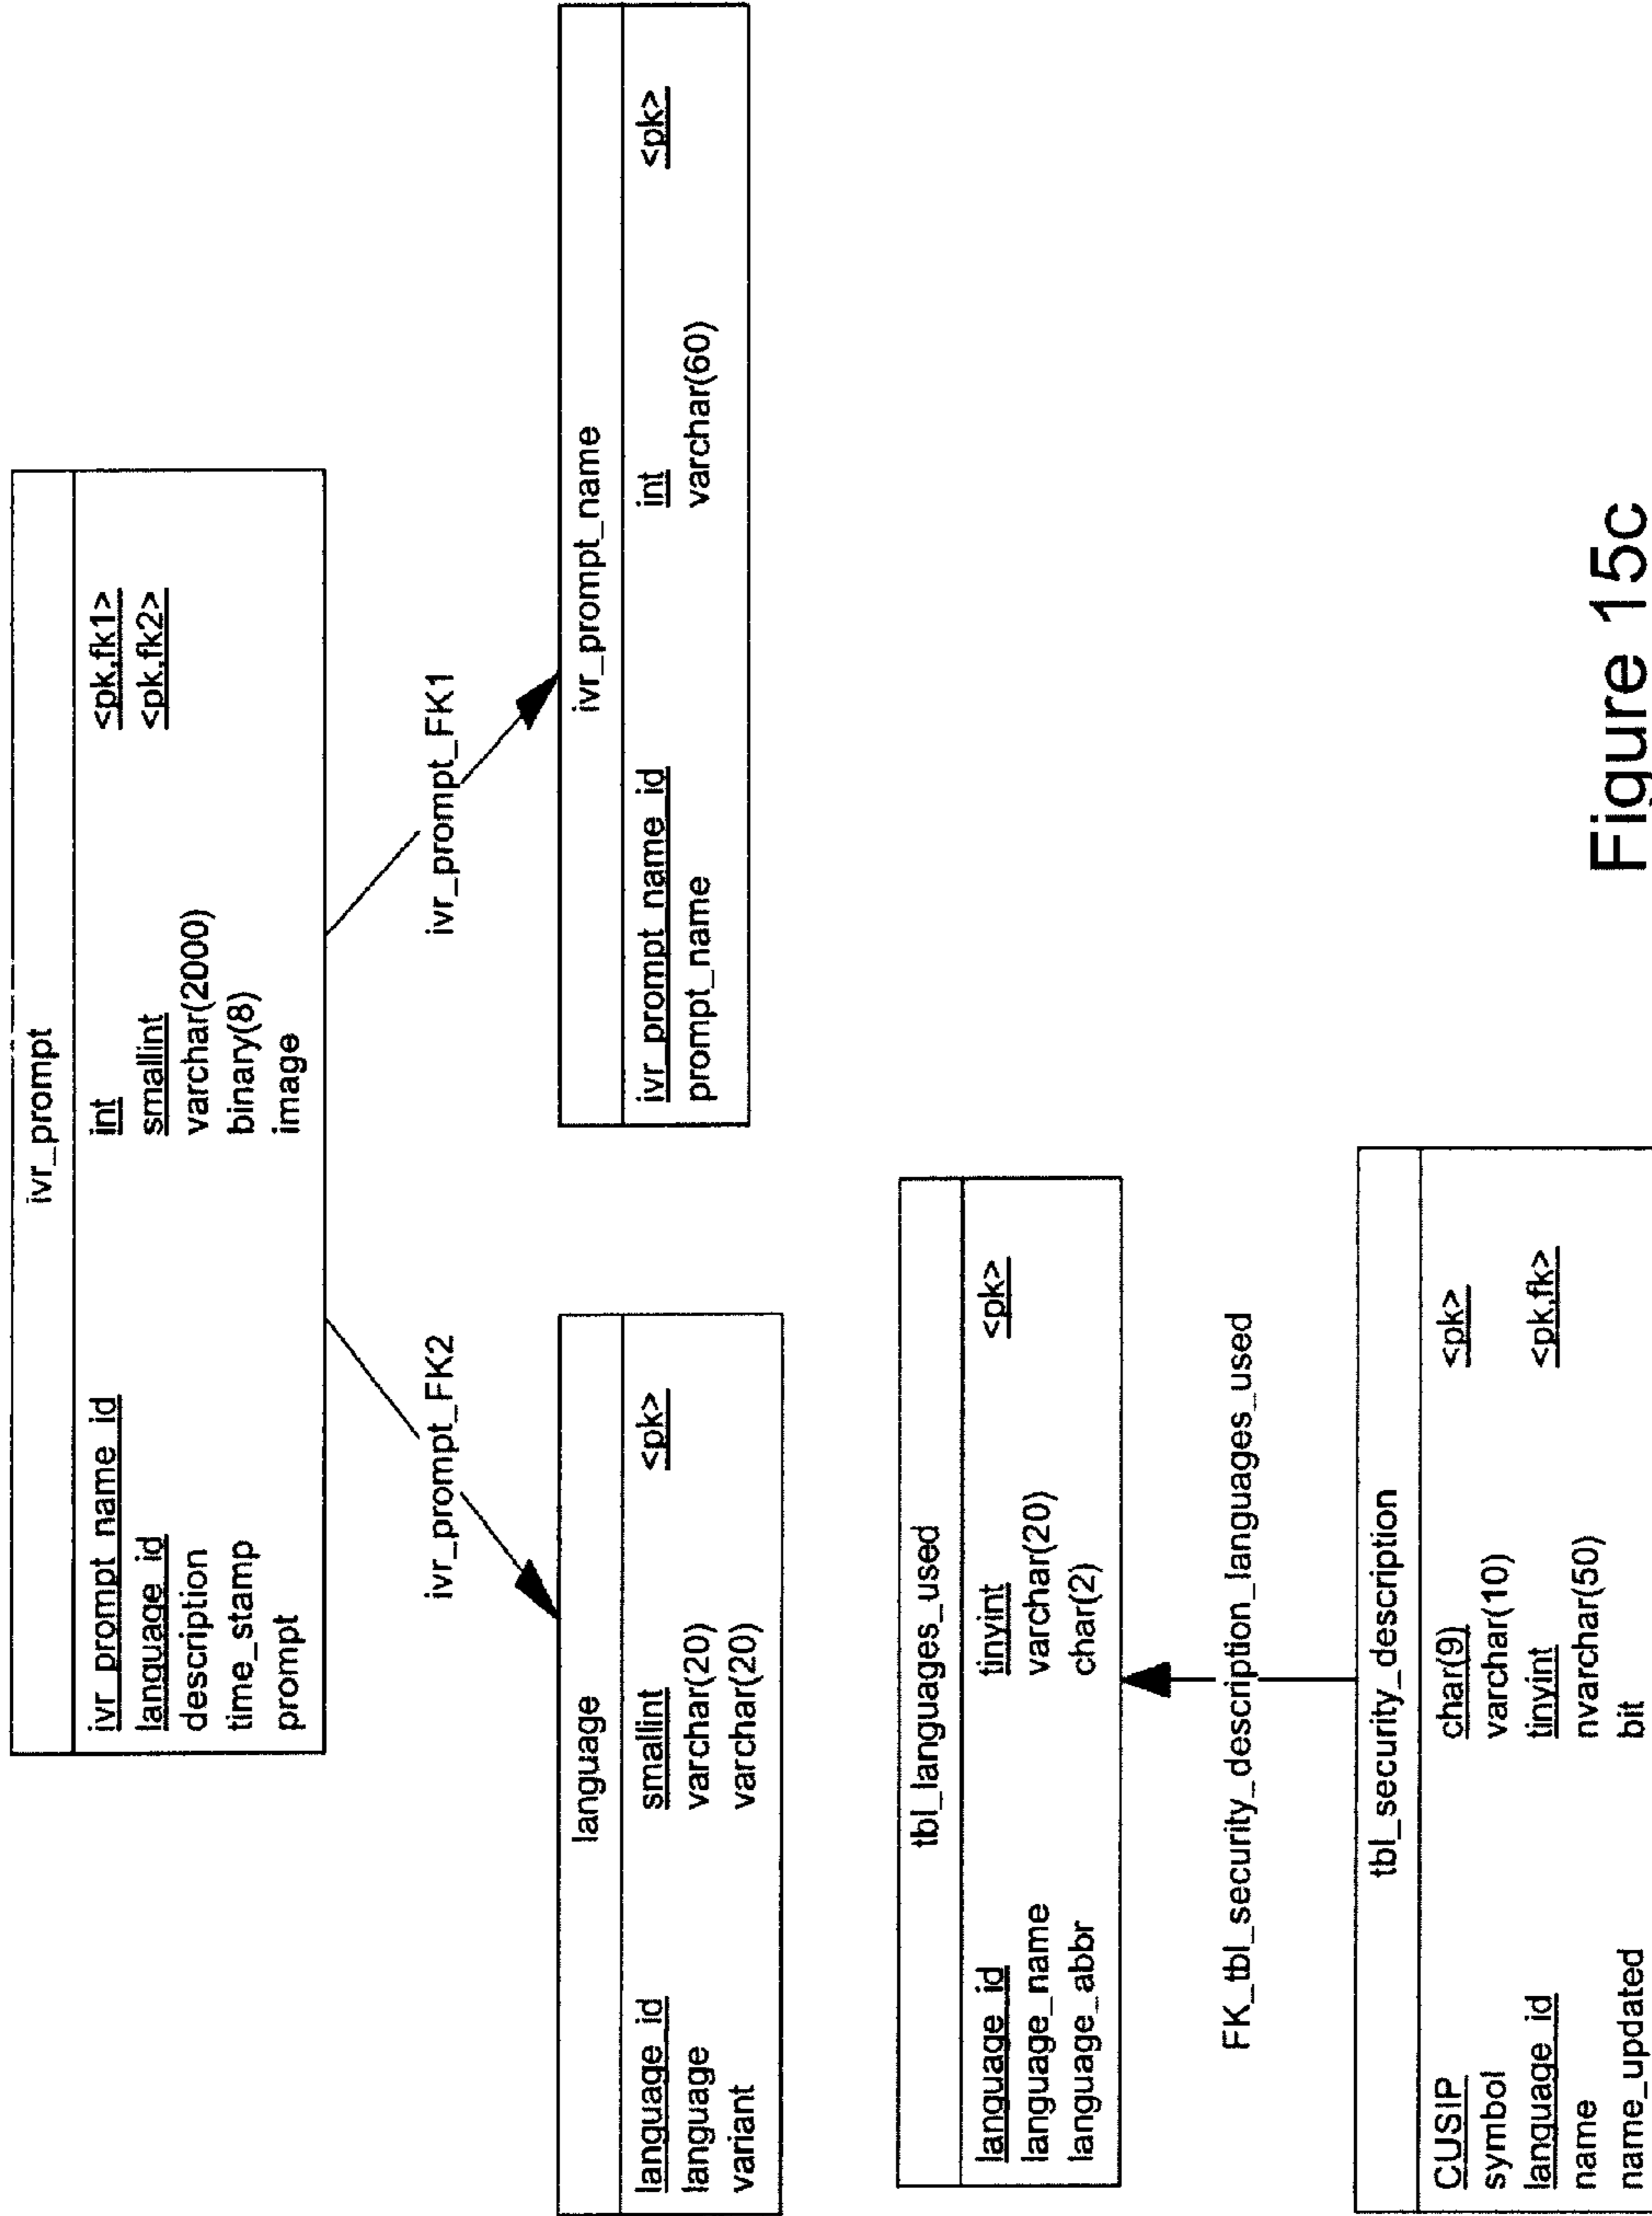 ivr_prompt
ivr_prompt_name_id int <pk,fk1>
language_id smallint <pk,fk2>
description varchar(2000)
time_stamp binary(8)
prompt image
ivr_prompt_FK2
ivr_prompt_FK1
language
language_id smallint <pk>
language varchar(20)
variant varchar(20)
ivr_prompt_name
ivr_prompt_name_id int <pk>
prompt_name varchar(60)
tbl_languages_used
language_id tinyint <pk>
language_name varchar(20)
language_abbr char(2)
FK_tbl_security_description_languages_used
tbl_security_description
CUSIP char(9) <pk>
symbol varchar(10)
language_id tinyint <pk,fk>
name nvarchar(50)
name_updated bit
Figure 15c